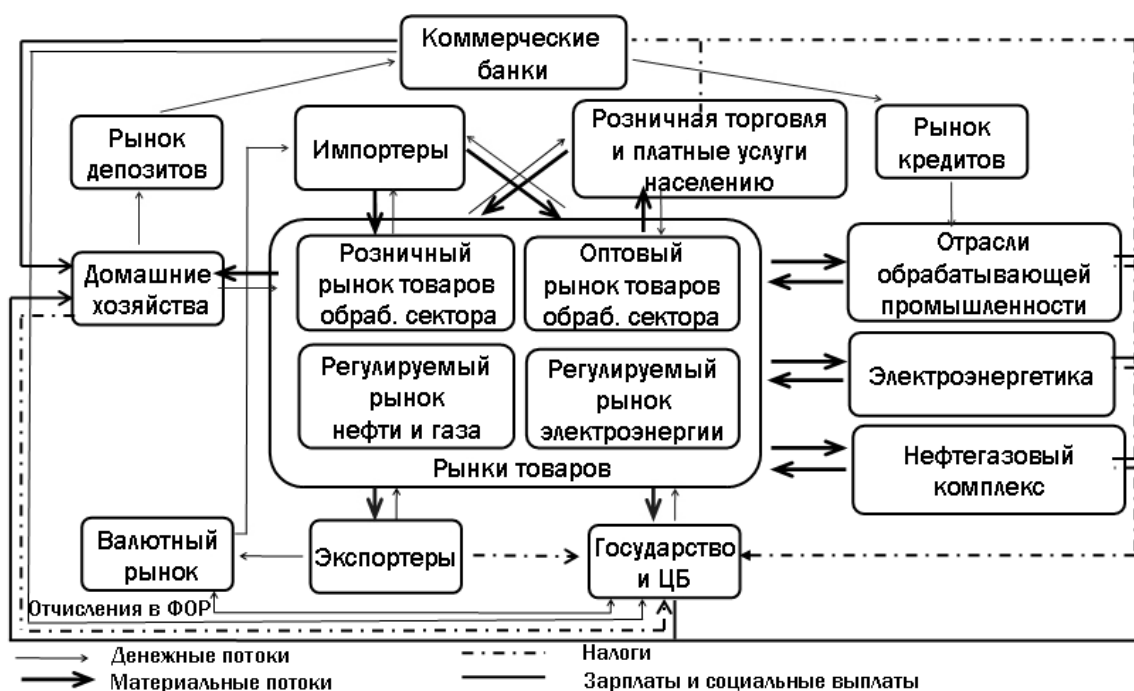 Коммерческие
банки
Рынок
депозитов
Импортеры
Розничная торговля
и платные услуги
населению
Рынок
кредитов
Домашние
хозяйства
Розничный
рынок товаров
обраб. сектора
Оптовый
рынок товаров
обраб. сектора
Отрасли
обрабатывающей
промышленности
Регулируемый
рынок
нефти и газа
Регулируемый
рынок
электроэнергии
Электроэнергетика
Рынки товаров
Нефтегазовый
комплекс
Валютный
рынок
Экспортеры
Государство
и ЦБ
Отчисления в ФОР
Денежные потоки
Налоги
Материальные потоки
Зарплаты и социальные выплаты